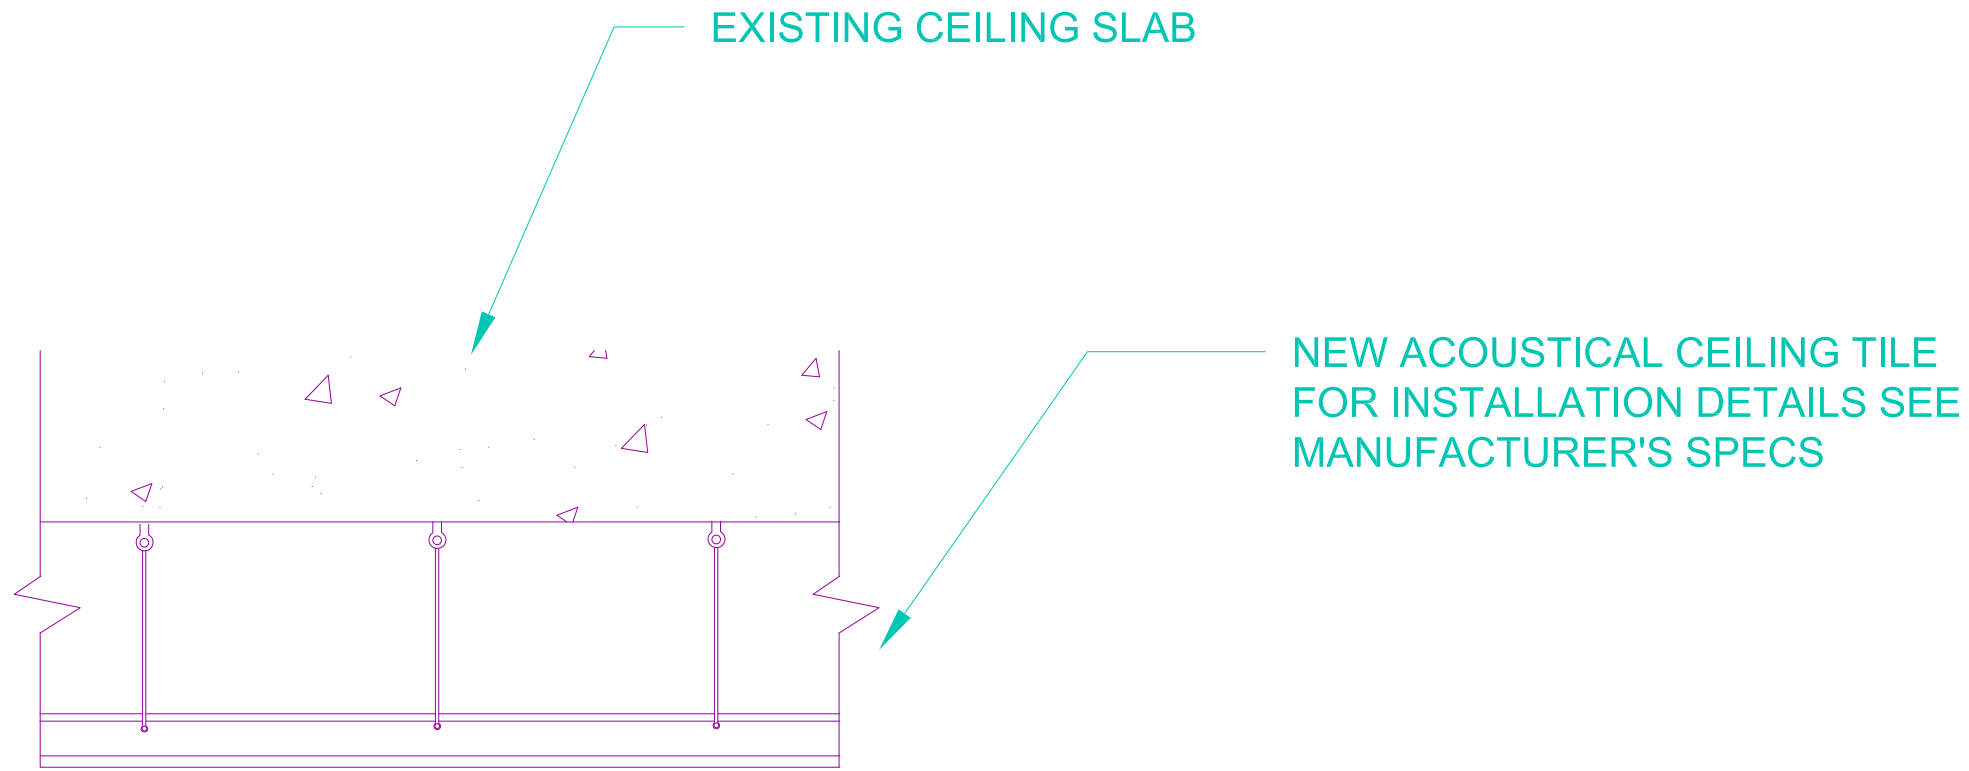 EXISTING CEILING SLAB
NEW ACOUSTICAL CEILING TILE
FOR INSTALLATION DETAILS SEE
MANUFACTURER'S SPECS